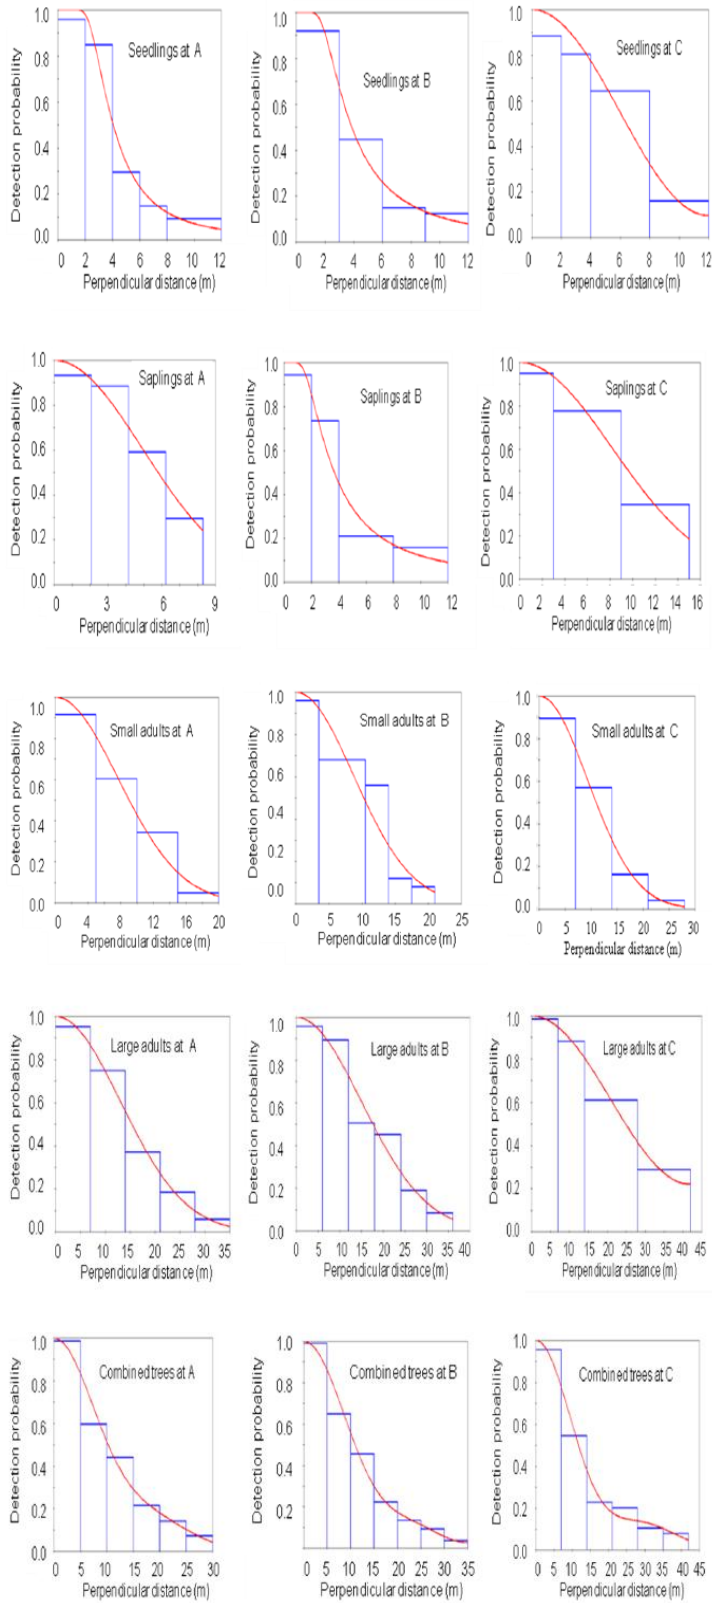 Detection probability
1.0
0.8
0.6
0.4
0.2
0.0
Seedlings at A
0 2 4 6 8 10 12
Perpendicular distance (m)
Detection probability
1.0
0.8
0.6
0.4
0.2
0.0
Seedlings at B
0 2 4 6 8 10 12
Perpendicular distance (m)
Detection probability
1.0
0.8
0.6
0.4
0.2
0.0
Seedlings at C
0 2 4 6 8 10 12
Perpendicular distance (m)
Detection probability
1.0
0.8
0.6
0.4
0.2
0.0
Saplings at A
0 3 6 9
Perpendicular distance (m)
Detection probability
1.0
0.8
0.6
0.4
0.2
0.0
Saplings at B
0 2 4 6 8 10 12
Perpendicular distance (m)
Detection probability
1.0
0.8
0.6
0.4
0.2
0.0
Saplings at C
0 2 4 6 8 10 12 14 16
Perpendicular distance (m)
Detection probability
1.0
0.8
0.6
0.4
0.2
0.0
Small adults at A
0 4 8 12 16 20
Perpendicular distance (m)
Detection probability
1.0
0.8
0.6
0.4
0.2
0.0
Small adults at B
0 5 10 15 20 25
Perpendicular distance (m)
Detection probability
1.0
0.8
0.6
0.4
0.2
0.0
Small adults at C
0 5 10 15 20 25 30
Perpendicular distance (m)
Detection probability
1.0
0.8
0.6
0.4
0.2
0.0
Large adults at A
0 5 10 15 20 25 30 35
Perpendicular distance (m)
Detection probability
1.0
0.8
0.6
0.4
0.2
0.0
Large adults at B
0 5 10 15 20 25 30 35 40
Perpendicular distance (m)
Detection probability
1.0
0.8
0.6
0.4
0.2
0.0
Large adults at C
0 5 10 15 20 25 30 35 40 45
Perpendicular distance (m)
Detection probability
1.0
0.8
0.6
0.4
0.2
0.0
Combined trees at A
0 5 10 15 20 25 30
Perpendicular distance (m)
Detection probability
1.0
0.8
0.6
0.4
0.2
Combined trees at B
0 5 10 15 20 25 30 35
Perpendicular distance (m)
Detection probability
1.0
0.8
0.6
0.4
0.2
0.0
Combined trees at C
0 5 10 15 20 25 30 35 40 45
Perpendicular distance (m)